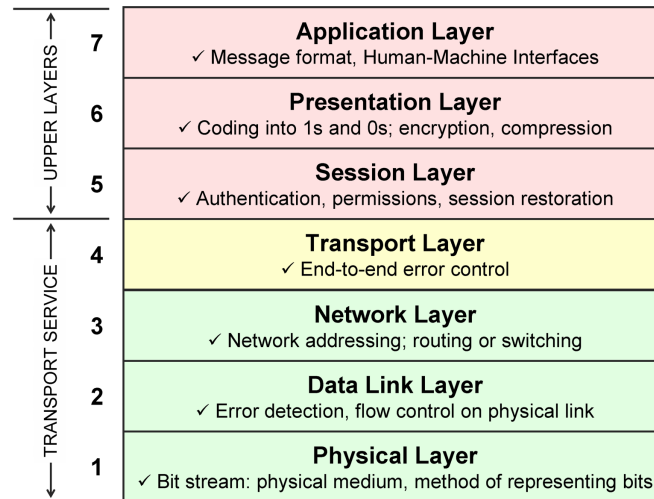 UPPER LAYERS
7
Application Layer
✓ Message format, Human-Machine Interfaces
6
Presentation Layer
✓ Coding into 1s and 0s; encryption, compression
5
Session Layer
✓ Authentication, permissions, session restoration
TRANSPORT SERVICE
4
Transport Layer
✓ End-to-end error control
3
Network Layer
✓ Network addressing; routing or switching
2
Data Link Layer
✓ Error detection, flow control on physical link
1
Physical Layer
✓ Bit stream: physical medium, method of representing bits